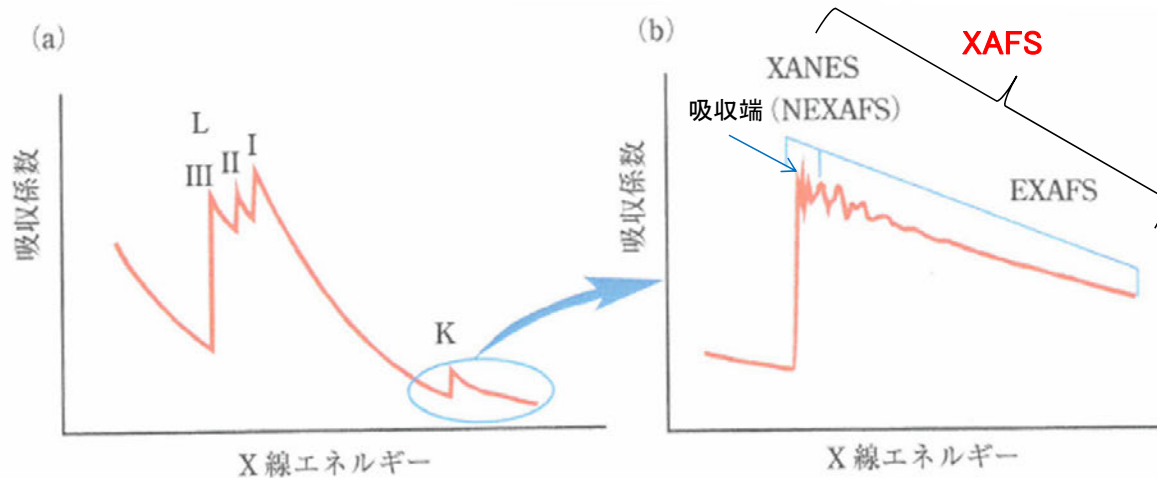 (a)
L
III
II
I
K
吸収係数
X線エネルギー
(b)
XAFS
XANES
吸収端 (NEXAFS)
EXAFS
吸収係数
X線エネルギー